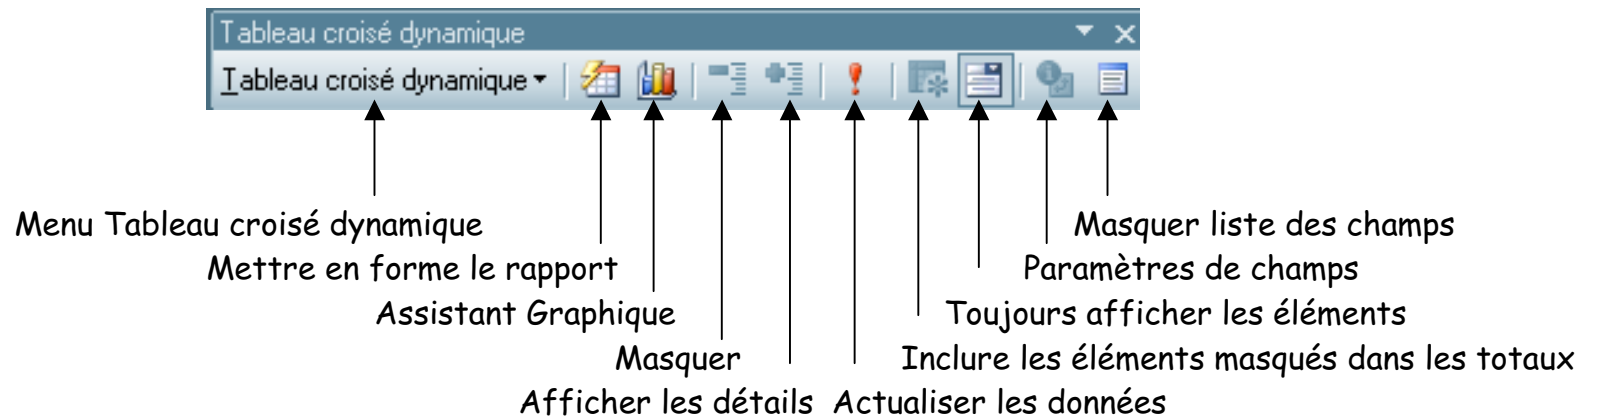 Tableau croisé dynamique
Tableau croisé dynamique
Menu Tableau croisé dynamique
Masquer liste des champs
Mettre en forme le rapport
Paramètres de champs
Assistant Graphique
Toujours afficher les éléments
Masquer
Inclure les éléments masqués dans les totaux
Afficher les détails
Actualiser les données